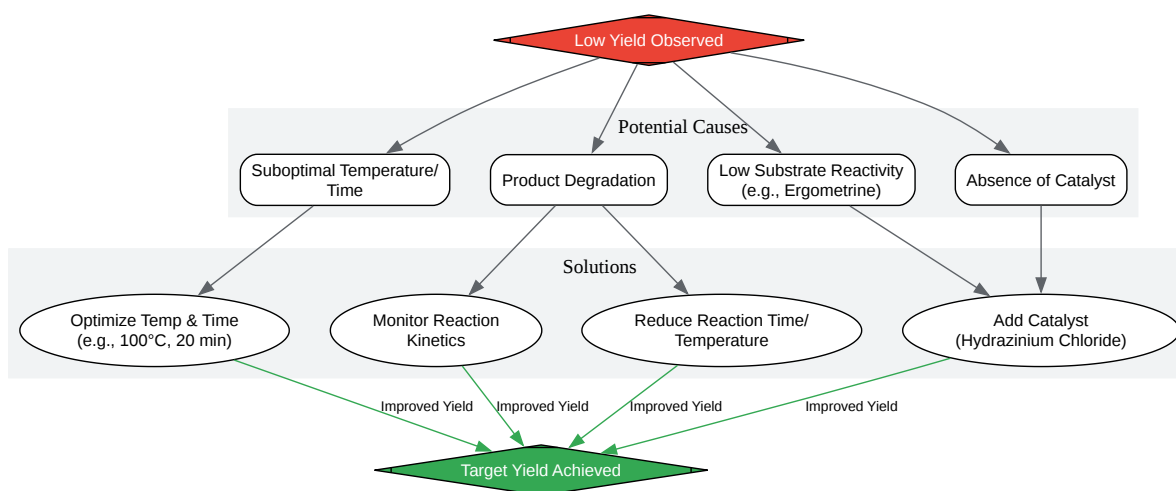 Low Yield Observed
Potential Causes
Suboptimal Temperature/
Time
Product Degradation
Low Substrate Reactivity
(e.g., Ergometrine)
Absence of Catalyst
Solutions
Optimize Temp & Time
(e.g., 100°C, 20 min)
Monitor Reaction
Kinetics
Reduce Reaction Time/
Temperature
Add Catalyst
(Hydrazinium Chloride)
Improved Yield
Improved Yield
Improved Yield
Improved Yield
Target Yield Achieved